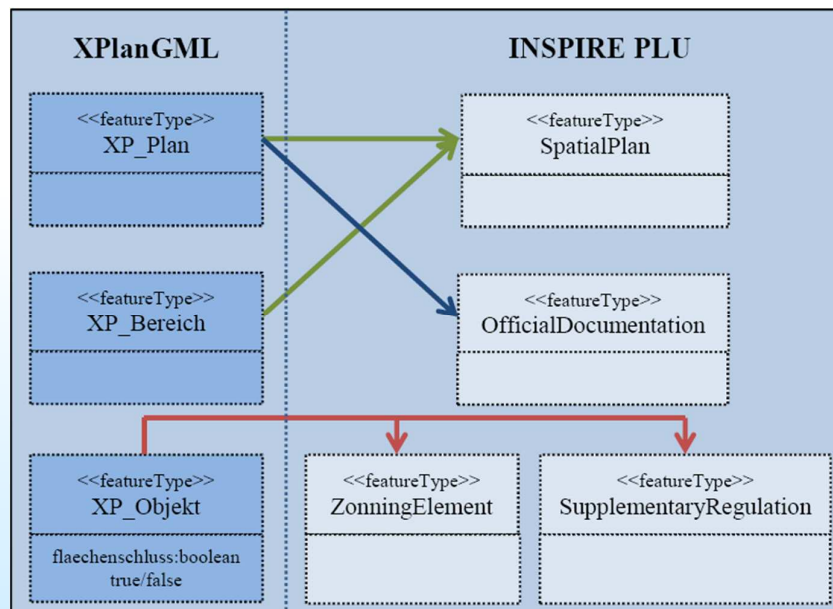 XPlanGML
INSPIRE PLU
<<featureType>>
XP_Plan
<<featureType>>
SpatialPlan
<<featureType>>
XP_Bereich
<<featureType>>
OfficialDocumentation
<<featureType>>
XP_Objekt
flaechenschluss:boolean
true/false
<<featureType>>
ZonningElement
<<featureType>>
SupplementaryRegulation